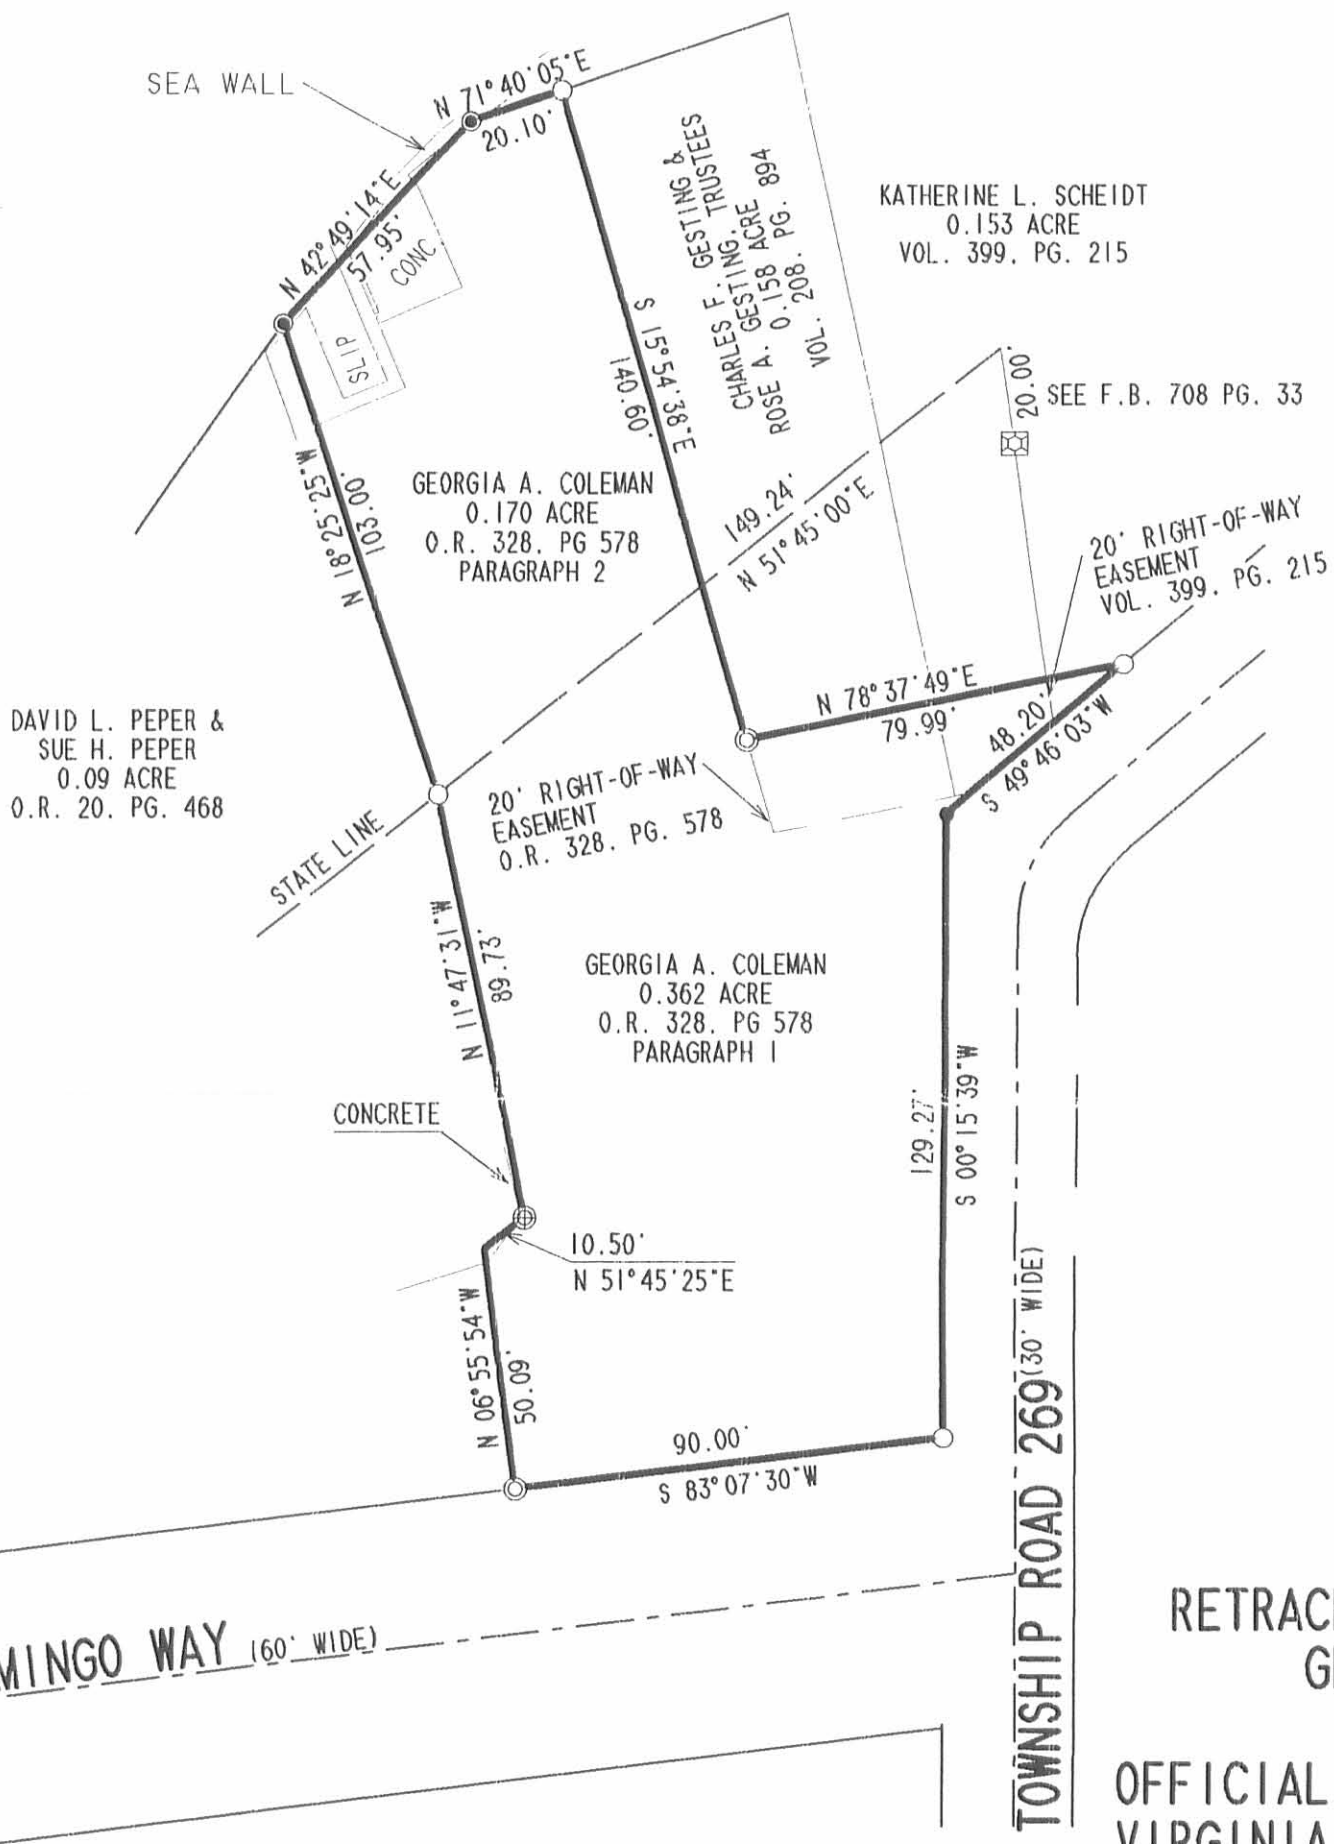 SEA WALL
N 71°40'05"E
20.10'
N 42°49'14"E
57.95'
CONC
SLIP
CHARLES F. GESTING &
ROSE A. GESTING, TRUSTEES
0.158 ACRE
VOL. 208. PG. 894
KATHERINE L. SCHEIDT
0.153 ACRE
VOL. 399. PG. 215
S 15°54'38"E
140.69'
20.00'
SEE F.B. 708 PG. 33
N 18°25'25"W
103.00'
GEORGIA A. COLEMAN
0.170 ACRE
O.R. 328. PG 578
PARAGRAPH 2
149.24'
N 51°45'00"E
20' RIGHT-OF-WAY
EASEMENT
VOL. 399. PG. 215
DAVID L. PEPER &
SUE H. PEPER
0.09 ACRE
O.R. 20. PG. 468
N 78°37'49"E
79.99'
48.20'
S 49°46'03"W
STATE LINE
20' RIGHT-OF-WAY
EASEMENT
O.R. 328. PG. 578
N 11°47'31"W
89.73'
GEORGIA A. COLEMAN
0.362 ACRE
O.R. 328. PG 578
PARAGRAPH 1
CONCRETE
129.27'
S 00°15'39"W
10.50'
N 51°45'25"E
N 06°55'54"W
50.09'
90.00'
S 83°07'30"W
TOWNSHIP ROAD 269 (30' WIDE)
MINGO WAY (60' WIDE)
RETRAC
G
OFFICIAL
VIRGINIA